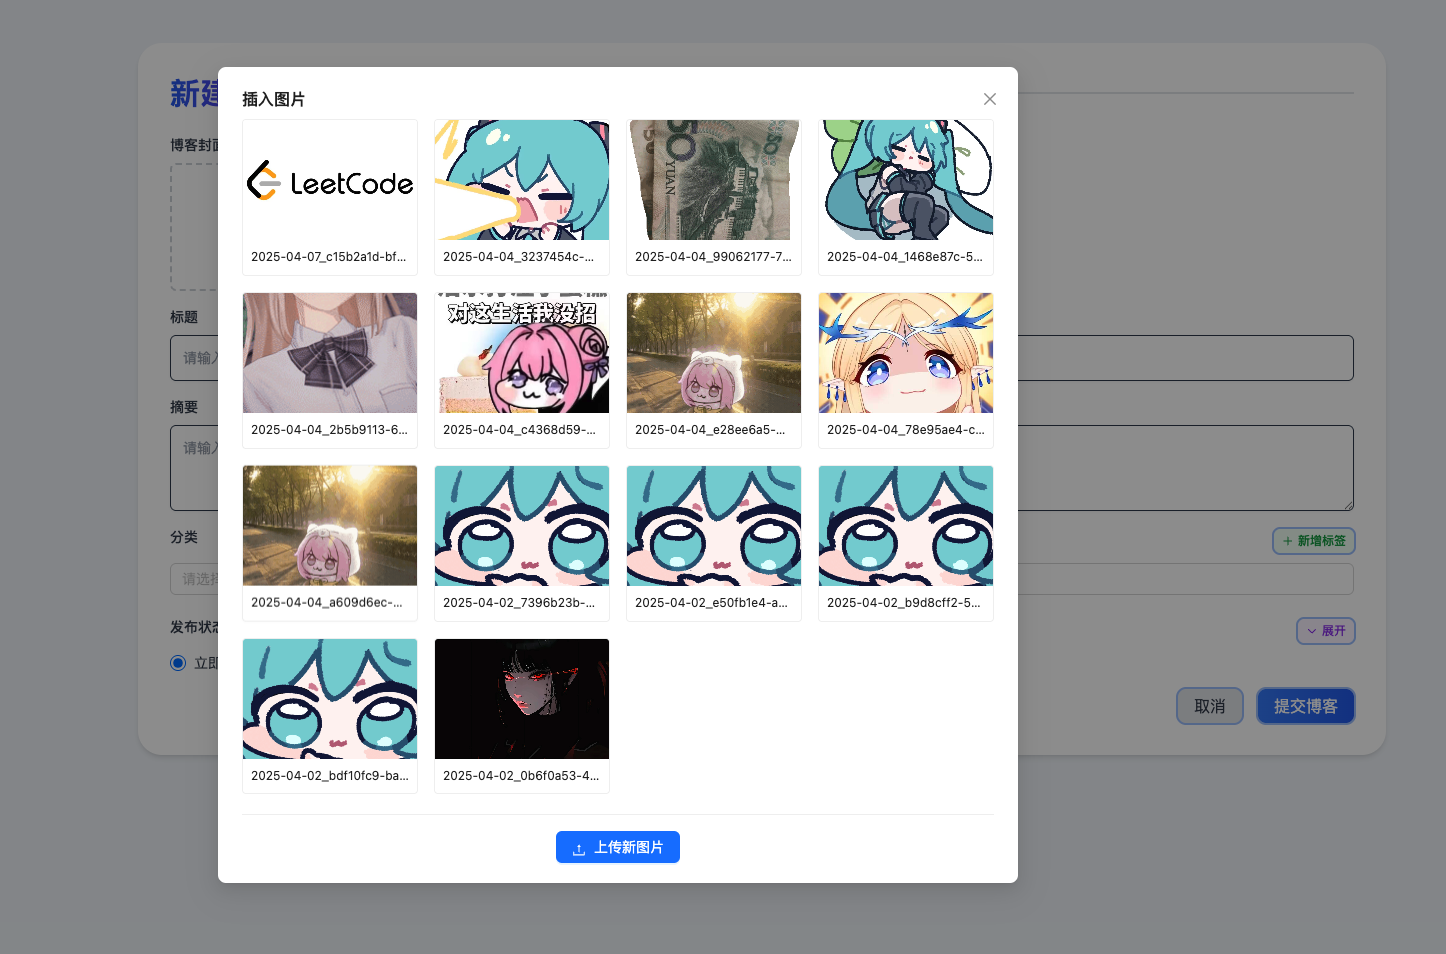 新建
插入图片
博客封面
LeetCode
50
YUAN
2025-04-07_c15b2a1d-bf...
2025-04-04_3237454c-...
2025-04-04_99062177-7...
2025-04-04_1468e87c-5...
标题
请输入
对这生活我没招
摘要
请输入
2025-04-04_2b5b9113-6...
2025-04-04_c4368d59-...
2025-04-04_e28ee6a5-...
2025-04-04_78e95ae4-c...
分类
+ 新增标签
请选择
2025-04-04_a609d6ec-...
2025-04-02_7396b23b-...
2025-04-02_e50fb1e4-a...
2025-04-02_b9d8cff2-5...
发布状态
展开
立即
取消
提交博客
2025-04-02_bdf10fc9-ba...
2025-04-02_0b6f0a53-4...
上传新图片